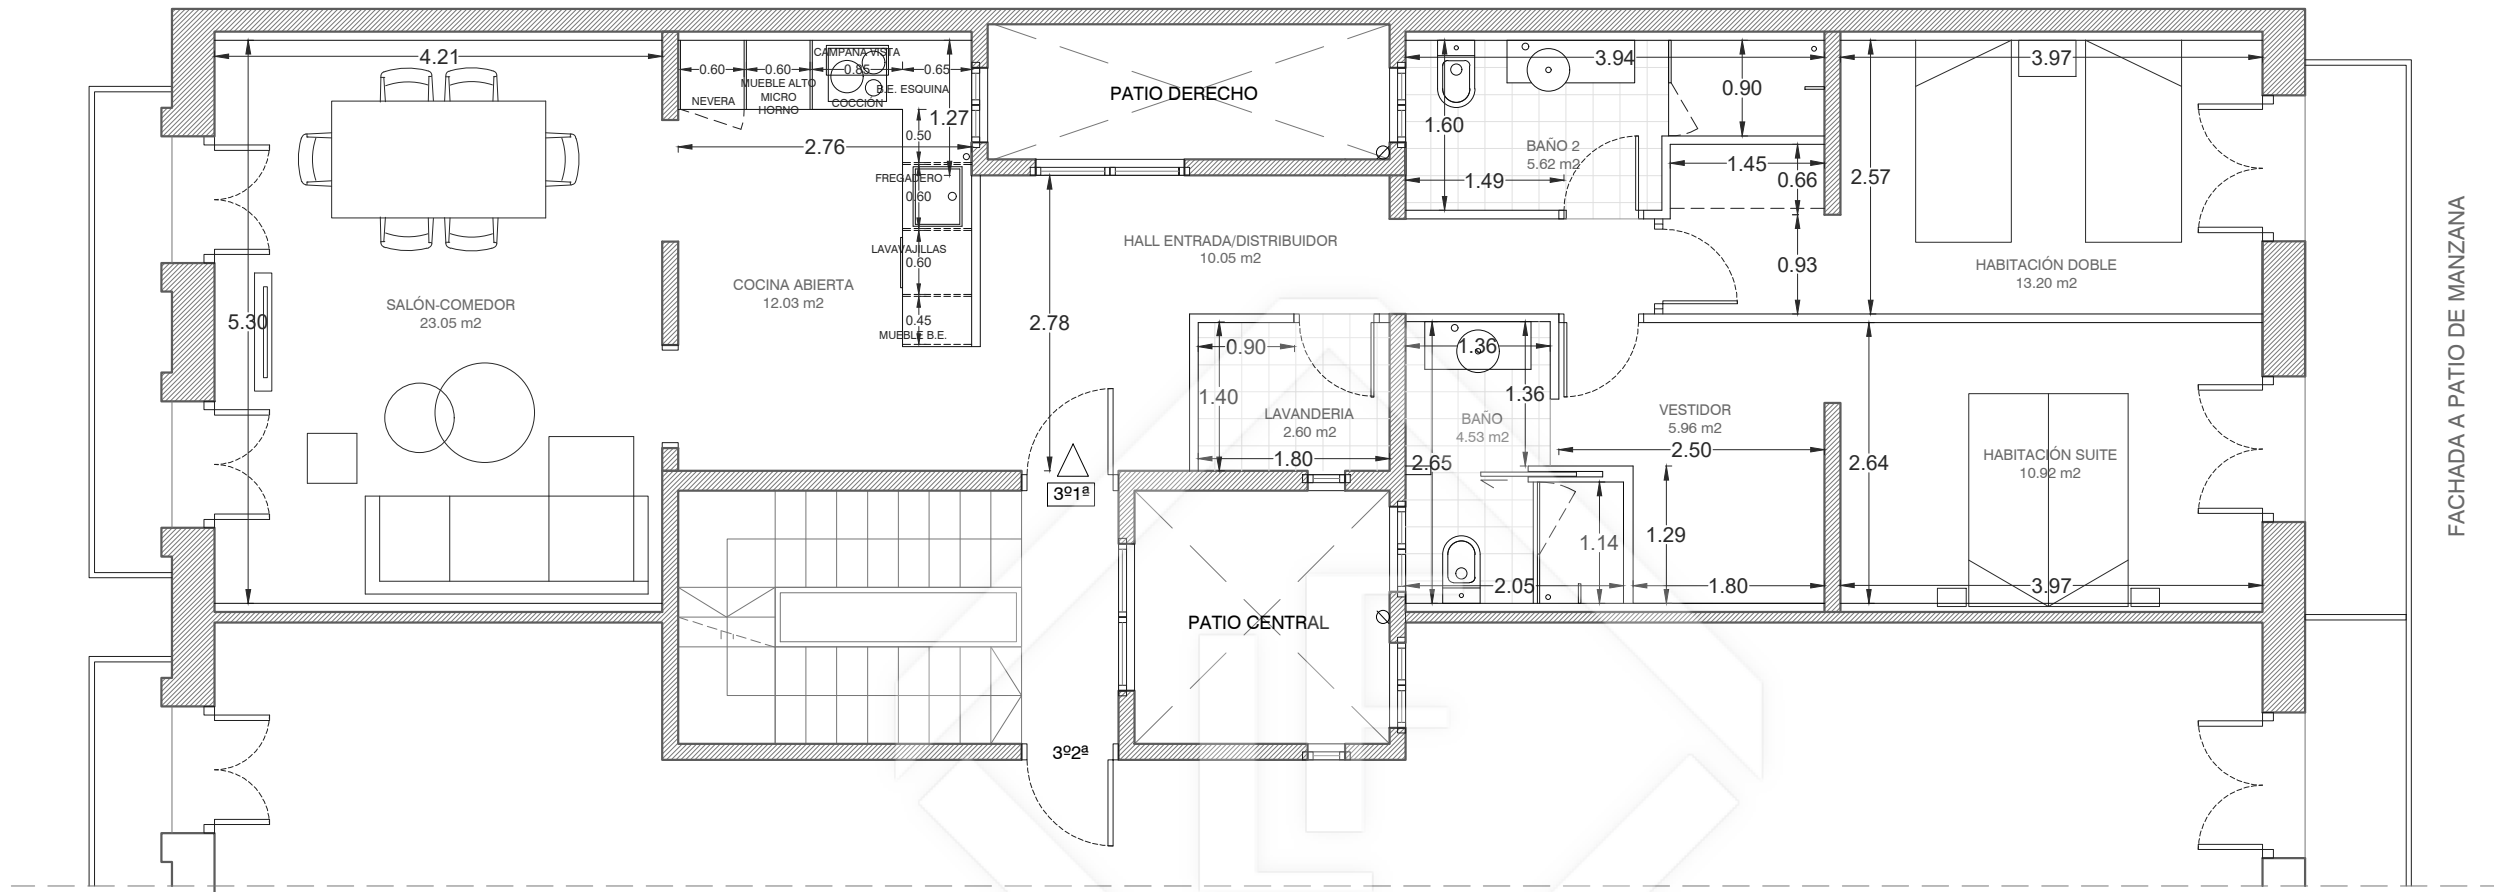 4.21
CAMPANA VISTA
0.60
0.60
0.85
0.65
NEVERA
MUEBLE ALTO
MICRO
HORNO
COCCIÓN
B.E. ESQUINA
1.27
2.76
0.50
FREGADERO
0.60
LAVAVAJILLAS
0.60
0.45
MUEBLE B.E.
PATIO DERECHO
3.94
3.97
0.90
1.60
BAÑO 2
5.62 m2
1.49
1.45
0.66
2.57
0.93
HALL ENTRADA/DISTRIBUIDOR
10.05 m2
HABITACIÓN DOBLE
13.20 m2
COCINA ABIERTA
12.03 m2
SALÓN-COMEDOR
23.05 m2
5.30
2.78
0.90
1.40
LAVANDERIA
2.60 m2
1.80
1.36
1.36
BAÑO
4.53 m2
2.65
VESTIDOR
5.96 m2
2.50
2.64
HABITACIÓN SUITE
10.92 m2
3º1ª
1.14
1.29
2.05
1.80
3.97
PATIO CENTRAL
3º2ª
FACHADA A PATIO DE MANZANA